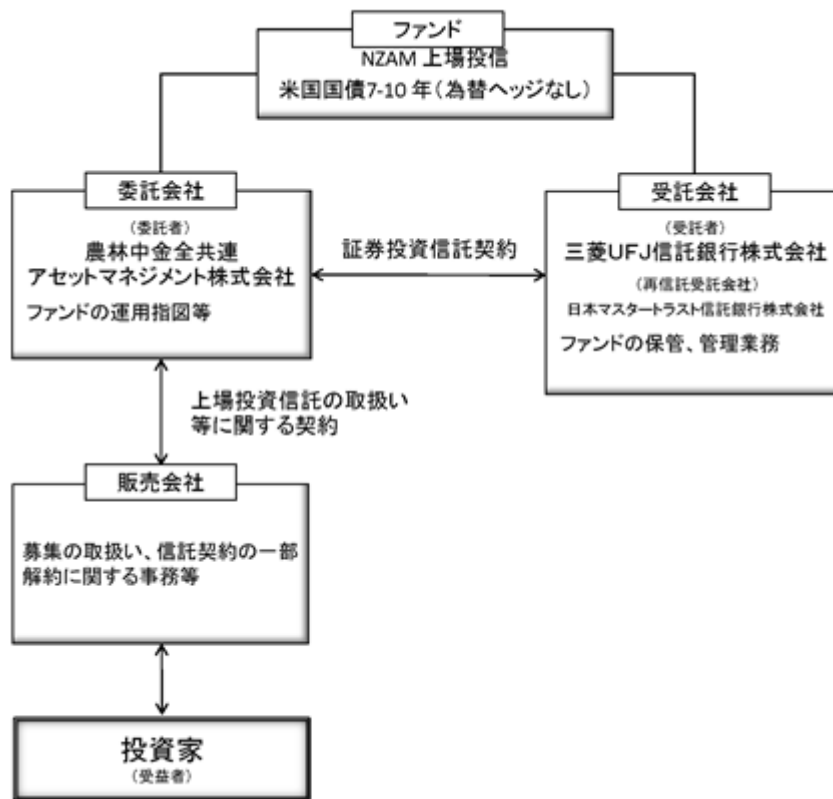 ファンド
NZAM 上場投信
米国国債7-10 年(為替ヘッジなし)
委託会社
(委託者)
農林中金全共連
アセットマネジメント株式会社
ファンドの運用指図等
証券投資信託契約
受託会社
(受託者)
三菱UFJ信託銀行株式会社
(再信託受託会社)
日本マスタートラスト信託銀行株式会社
ファンドの保管、管理業務
上場投資信託の取扱い
等に関する契約
販売会社
募集の取扱い、信託契約の一部
解約に関する事務等
投資家
(受益者)